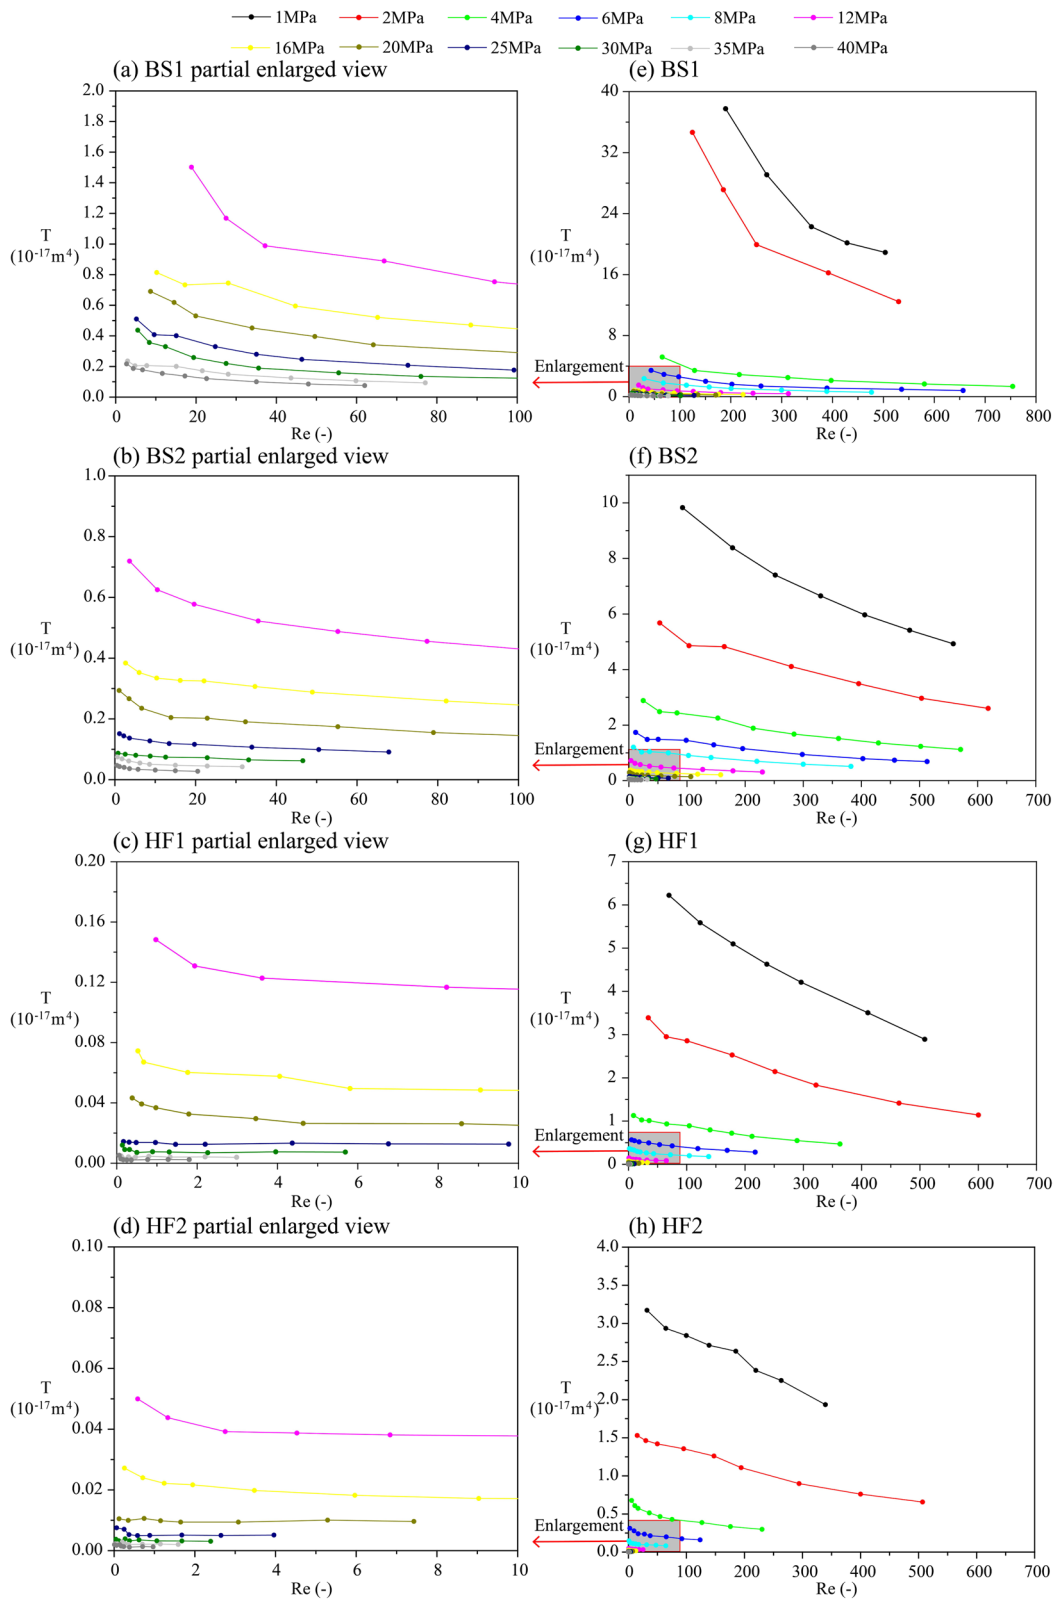 1MPa 2MPa 4MPa 6MPa 8MPa 12MPa
16MPa 20MPa 25MPa 30MPa 35MPa 40MPa
(a) BS1 partial enlarged view
2.0
1.8
1.6
1.4
1.2
1.0
0.8
0.6
0.4
0.2
0.0
T
(10⁻¹⁷m⁴)
0 20 40 60 80 100
Re (-)
(e) BS1
40
32
24
16
8
0
T
(10⁻¹⁷m⁴)
Enlargement
0 100 200 300 400 500 600 700 800
Re (-)
(b) BS2 partial enlarged view
1.0
0.8
0.6
0.4
0.2
0.0
T
(10⁻¹⁷m⁴)
0 20 40 60 80 100
Re (-)
(f) BS2
10
8
6
4
2
0
T
(10⁻¹⁷m⁴)
Enlargement
0 100 200 300 400 500 600 700
Re (-)
(c) HF1 partial enlarged view
0.20
0.16
0.12
0.08
0.04
0.00
T
(10⁻¹⁷m⁴)
0 2 4 6 8 10
Re (-)
(g) HF1
7
6
5
4
3
2
1
0
T
(10⁻¹⁷m⁴)
Enlargement
0 100 200 300 400 500 600 700
Re (-)
(d) HF2 partial enlarged view
0.10
0.08
0.06
0.04
0.02
0.00
T
(10⁻¹⁷m⁴)
0 2 4 6 8 10
Re (-)
(h) HF2
4.0
3.5
3.0
2.5
2.0
1.5
1.0
0.5
0.0
T
(10⁻¹⁷m⁴)
Enlargement
0 100 200 300 400 500 600 700
Re (-)